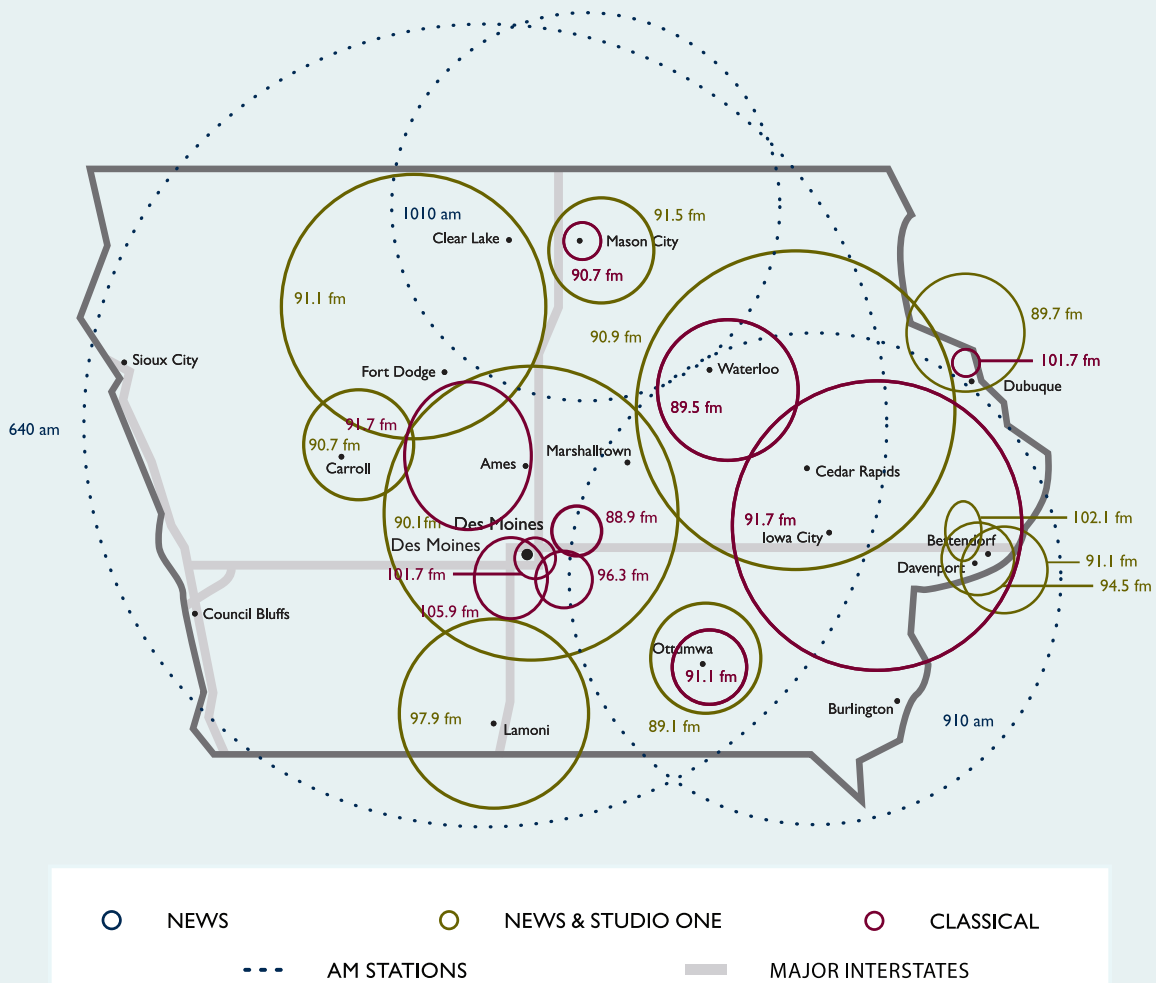 1010 am
91.5 fm
Clear Lake
Mason City
90.7 fm
91.1 fm
89.7 fm
90.9 fm
Sioux City
101.7 fm
Waterloo
Fort Dodge
Dubuque
89.5 fm
91.7 fm
640 am
90.7 fm
Carroll
Marshalltown
Ames
Cedar Rapids
88.9 fm
91.7 fm
102.1 fm
90.1fm
Des Moines
Iowa City
Bettendorf
Des Moines
Davenport
91.1 fm
101.7 fm
96.3 fm
94.5 fm
Council Bluffs
105.9 fm
Ottumwa
91.1 fm
Burlington
97.9 fm
910 am
89.1 fm
Lamoni
NEWS
NEWS & STUDIO ONE
CLASSICAL
AM STATIONS
MAJOR INTERSTATES